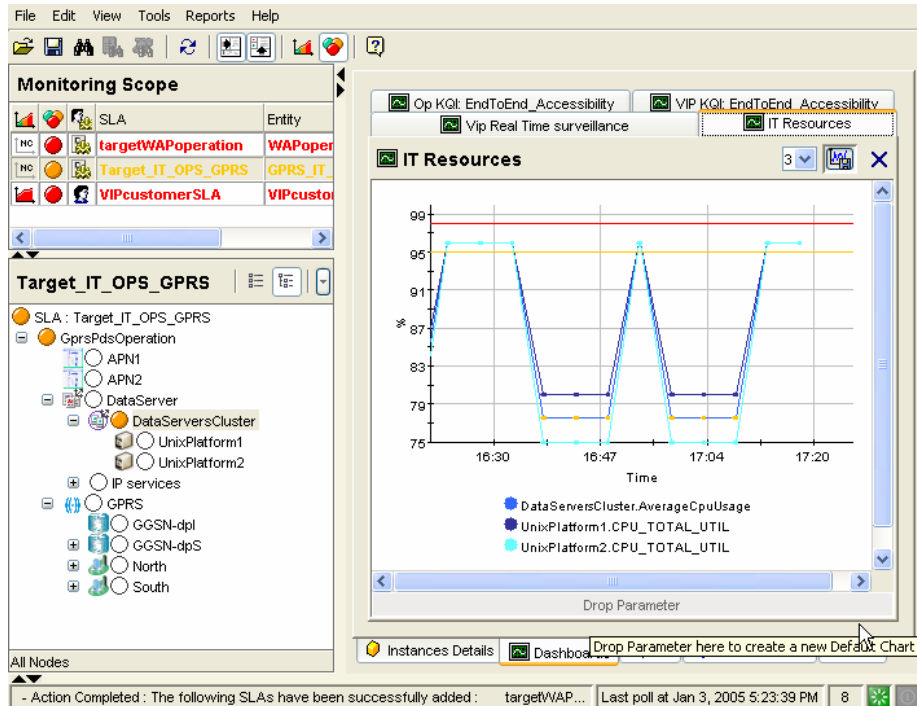 File Edit View Tools Reports Help
Monitoring Scope
SLA Entity
NC targetWAPoperation WAPoper
NC Target_IT_OPS_GPRS GPRS_IT_
VIPcustomerSLA VIPcusto
Target_IT_OPS_GPRS
SLA : Target_IT_OPS_GPRS
GprsPdsOperation
APN1
APN2
DataServer
DataServersCluster
UnixPlatform1
UnixPlatform2
IP services
GPRS
GGSN-dpl
GGSN-dpS
North
South
All Nodes
Op KQI: EndToEnd_Accessibility VIP KQI: EndToEnd_Accessibility
Vip Real Time surveillance IT Resources
IT Resources 3
99
95
91
87
83
79
75
%
16:30 16:47 17:04 17:20
Time
DataServersCluster.AverageCpuUsage
UnixPlatform1.CPU_TOTAL_UTIL
UnixPlatform2.CPU_TOTAL_UTIL
Drop Parameter
Instances Details Dashboa
Drop Parameter here to create a new Default Chart
- Action Completed : The following SLAs have been successfully added : targetWAP... Last poll at Jan 3, 2005 5:23:39 PM 8